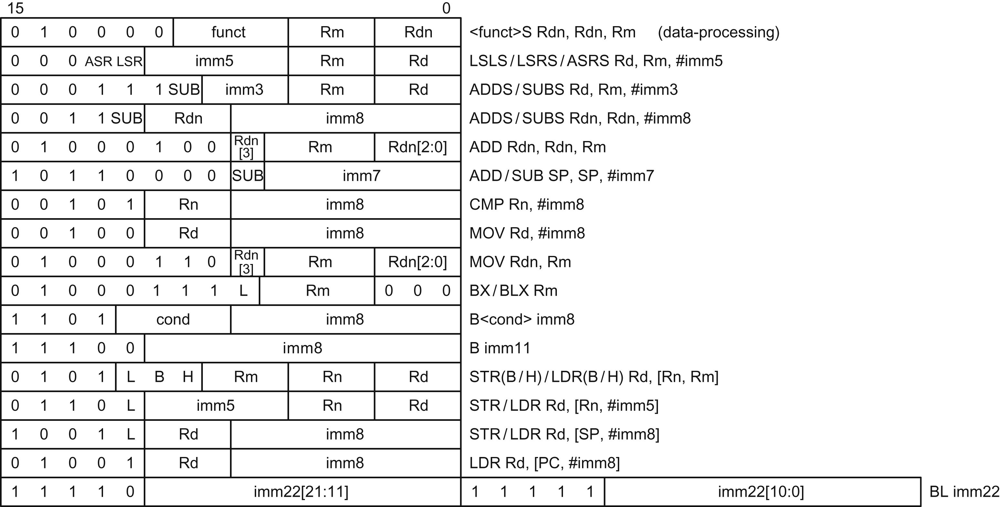 15 0
0 1 0 0 0 0 funct Rm Rdn <funct>S Rdn, Rdn, Rm (data-processing)
0 0 0 ASR LSR imm5 Rm Rd LSLS/LSRS/ASRS Rd, Rm, #imm5
0 0 0 1 1 1 SUB imm3 Rm Rd ADDS/SUBS Rd, Rm, #imm3
0 0 1 1 SUB Rdn imm8 ADDS/SUBS Rdn, Rdn, #imm8
0 1 0 0 0 1 0 0 Rdn [3] Rm Rdn[2:0] ADD Rdn, Rdn, Rm
1 0 1 1 0 0 0 0 SUB imm7 ADD/SUB SP, SP, #imm7
0 0 1 0 1 Rn imm8 CMP Rn, #imm8
0 0 1 0 0 Rd imm8 MOV Rd, #imm8
0 1 0 0 0 1 1 0 Rdn [3] Rm Rdn[2:0] MOV Rdn, Rm
0 1 0 0 0 1 1 1 L Rm 0 0 0 BX/BLX Rm
1 1 0 1 cond imm8 B<cond> imm8
1 1 1 0 0 imm8 B imm11
0 1 0 1 L B H Rm Rn Rd STR(B/H)/LDR(B/H) Rd, [Rn, Rm]
0 1 1 0 L imm5 Rn Rd STR/LDR Rd, [Rn, #imm5]
1 0 0 1 L Rd imm8 STR/LDR Rd, [SP, #imm8]
0 1 0 0 1 Rd imm8 LDR Rd, [PC, #imm8]
1 1 1 1 0 imm22[21:11] 1 1 1 1 1 imm22[10:0] BL imm22